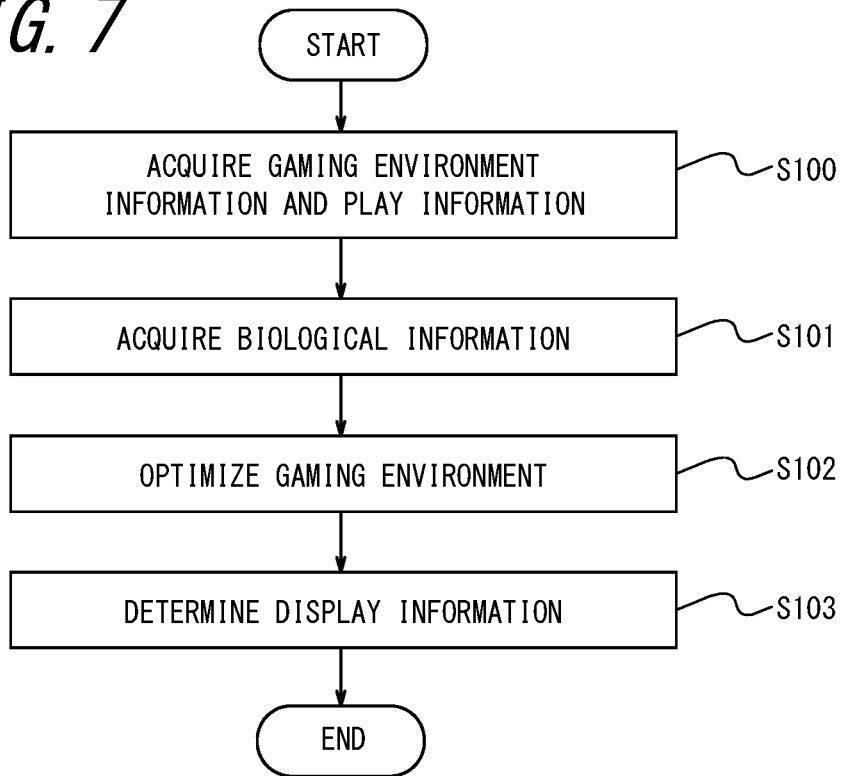 G. 7
START
ACQUIRE GAMING ENVIRONMENT
INFORMATION AND PLAY INFORMATION
S100
ACQUIRE BIOLOGICAL INFORMATION
S101
OPTIMIZE GAMING ENVIRONMENT
S102
DETERMINE DISPLAY INFORMATION
S103
END